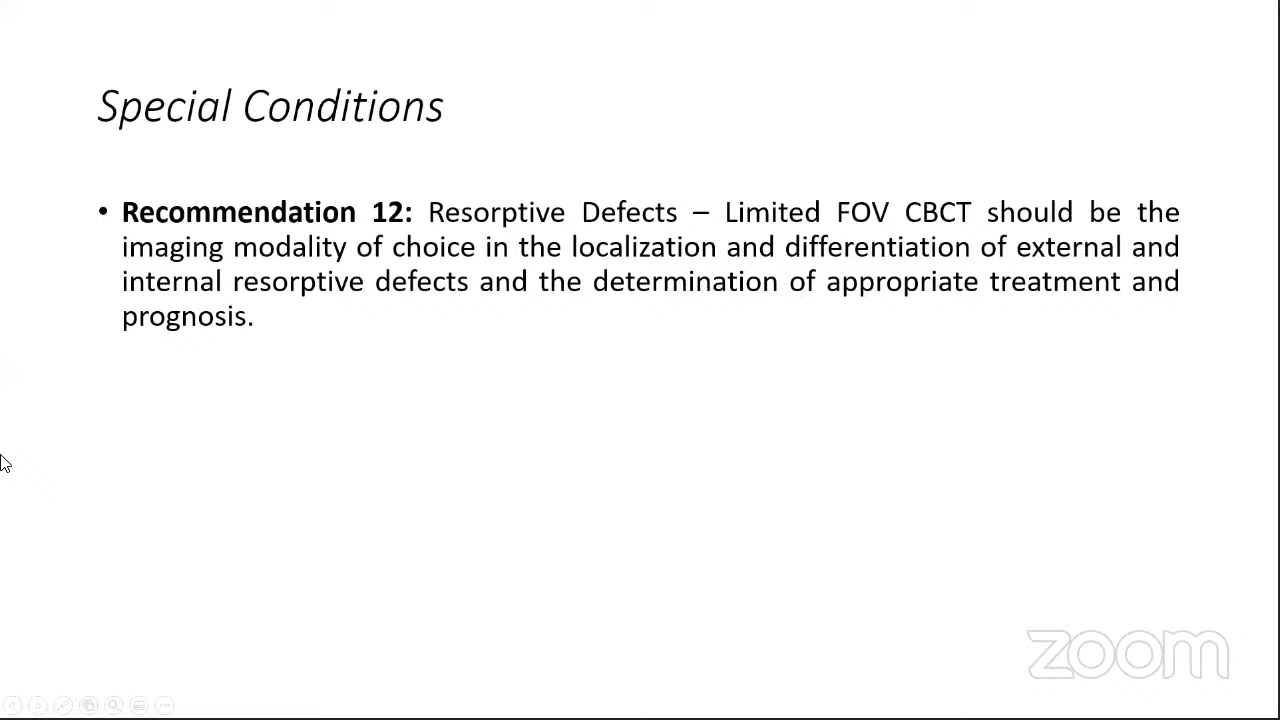 Special Conditions
• Recommendation 12: Resorptive Defects – Limited FOV CBCT should be the
imaging modality of choice in the localization and differentiation of external and
internal resorptive defects and the determination of appropriate treatment and
prognosis.
zoom